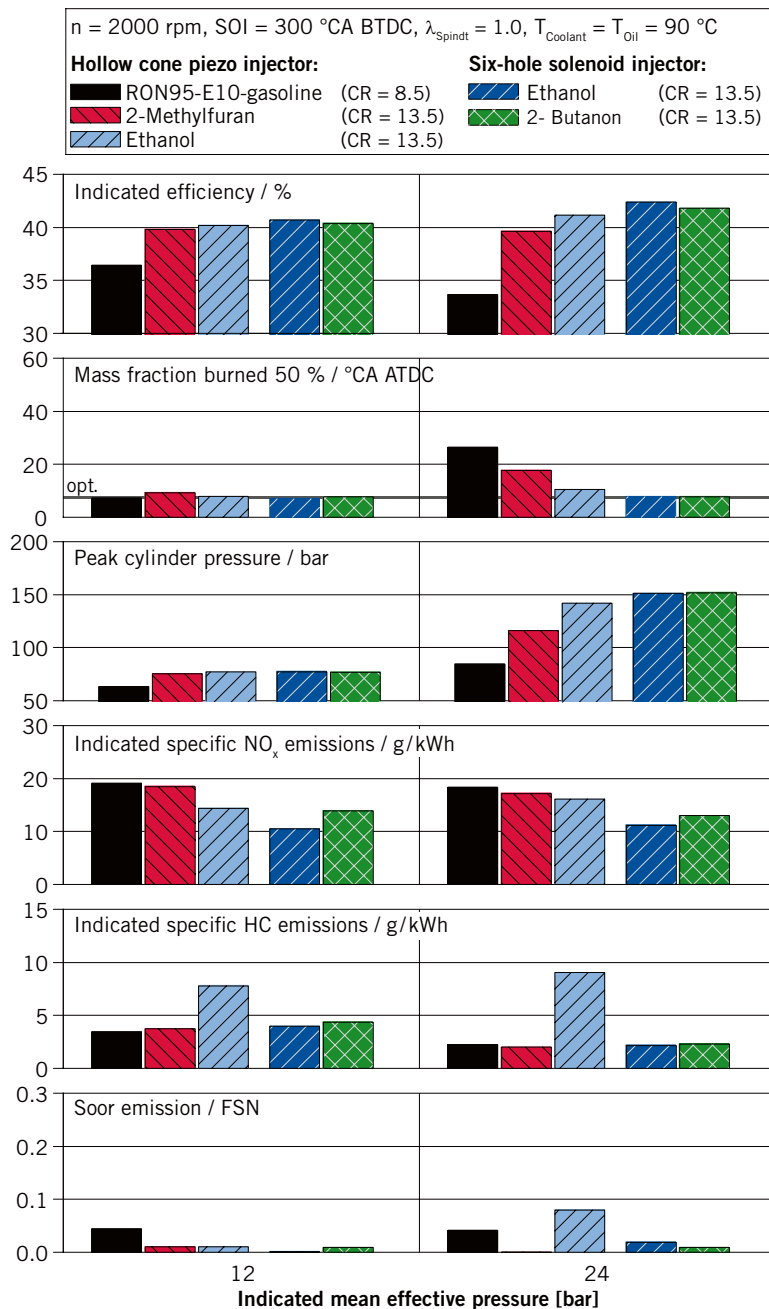 n = 2000 rpm, SOI = 300 °CA BTDC, λSpindt = 1.0, TCoolant = TOil = 90 °C
Hollow cone piezo injector: Six-hole solenoid injector:
RON95-E10-gasoline (CR = 8.5) Ethanol (CR = 13.5)
2-Methylfuran (CR = 13.5) 2- Butanon (CR = 13.5)
Ethanol (CR = 13.5)
45
Indicated efficiency / %
40
35
30
60
Mass fraction burned 50 % / °CA ATDC
40
20
opt.
0
200
Peak cylinder pressure / bar
150
100
50
30
Indicated specific NOx emissions / g/kWh
20
10
0
15
Indicated specific HC emissions / g/kWh
10
5
0
0.3
Soor emission / FSN
0.2
0.1
0.0
12 24
Indicated mean effective pressure [bar]